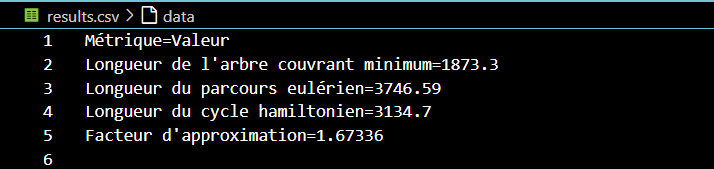 results.csv > data
1 Métrique=Valeur
2 Longueur de l'arbre couvrant minimum=1873.3
3 Longueur du parcours eulérien=3746.59
4 Longueur du cycle hamiltonien=3134.7
5 Facteur d'approximation=1.67336
6